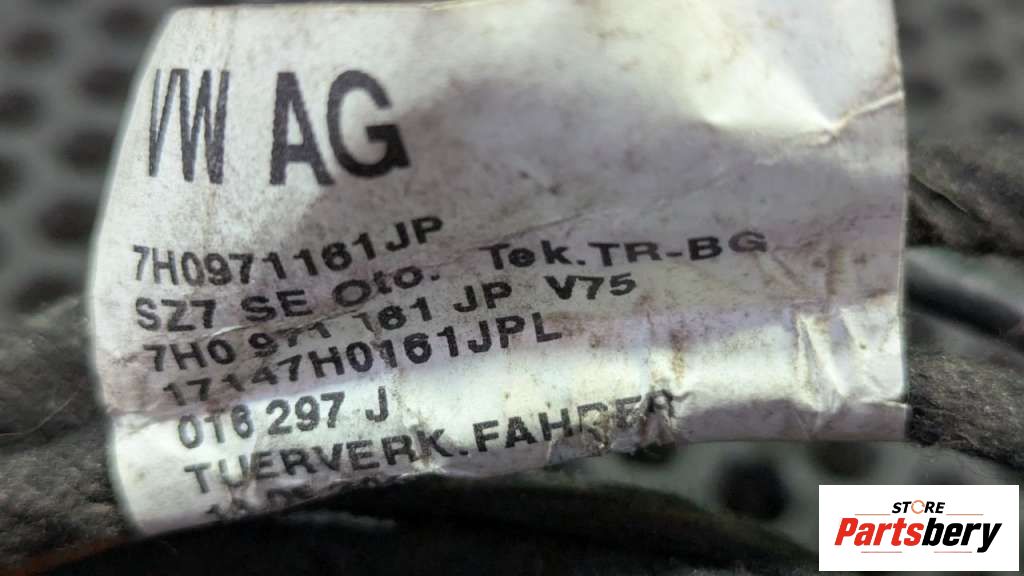 VW AG
7H0971161JP
SZ7 SE Oto. Tek.TR-BG
7H0 971 161 JP V75
17147H0161JPL
016 297 J
TUERVERK.FAHRER
STORE
Partsbery